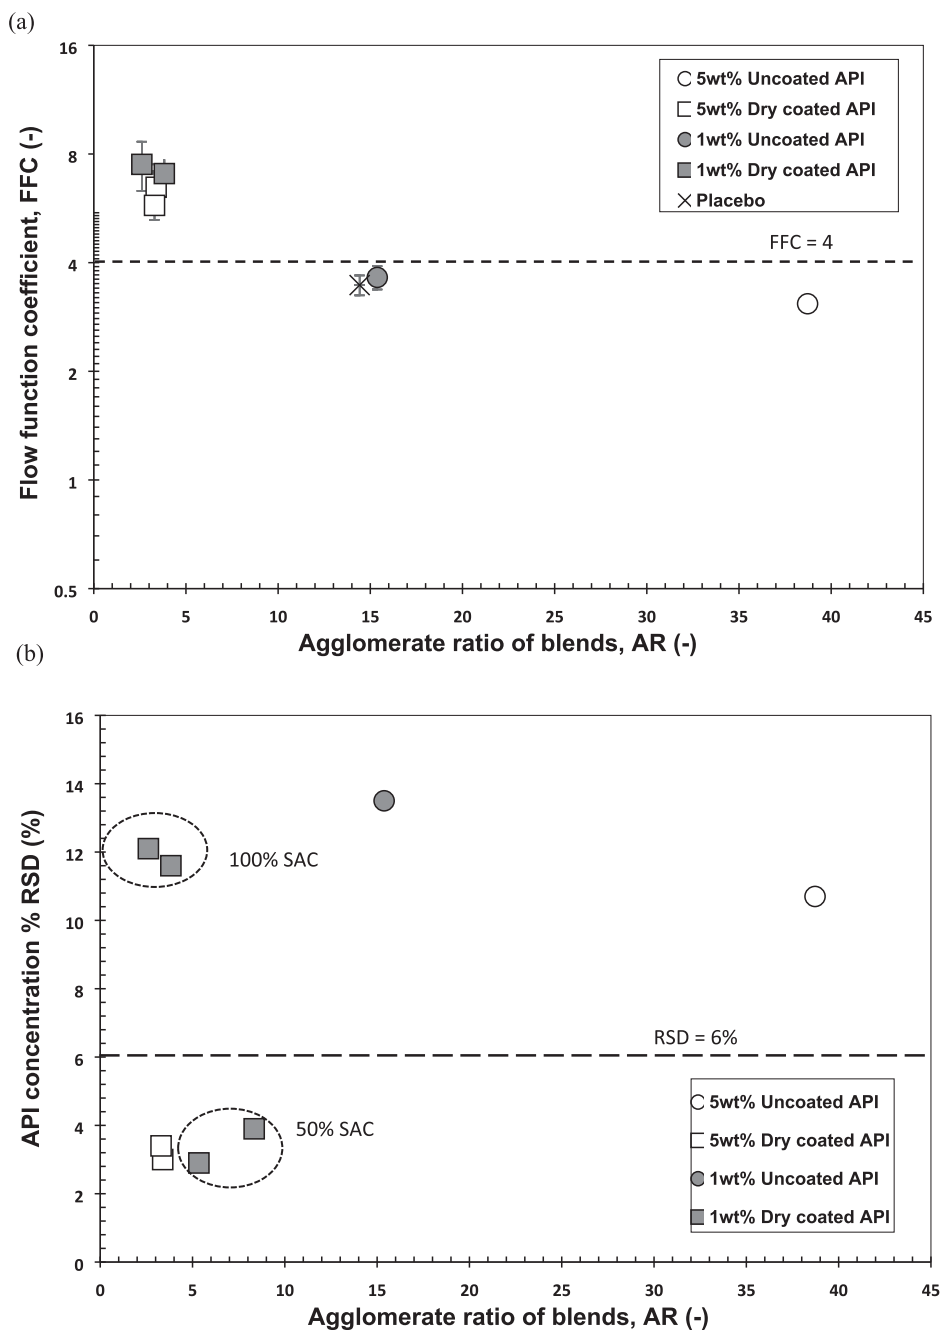 (a)
16
8
4
2
1
0.5
Flow function coefficient, FFC (-)
5wt% Uncoated API
5wt% Dry coated API
1wt% Uncoated API
1wt% Dry coated API
Placebo
FFC = 4
0 5 10 15 20 25 30 35 40 45
Agglomerate ratio of blends, AR (-)
(b)
16
14
12
10
8
6
4
2
0
API concentration % RSD (%)
100% SAC
RSD = 6%
50% SAC
5wt% Uncoated API
5wt% Dry coated API
1wt% Uncoated API
1wt% Dry coated API
0 5 10 15 20 25 30 35 40 45
Agglomerate ratio of blends, AR (-)